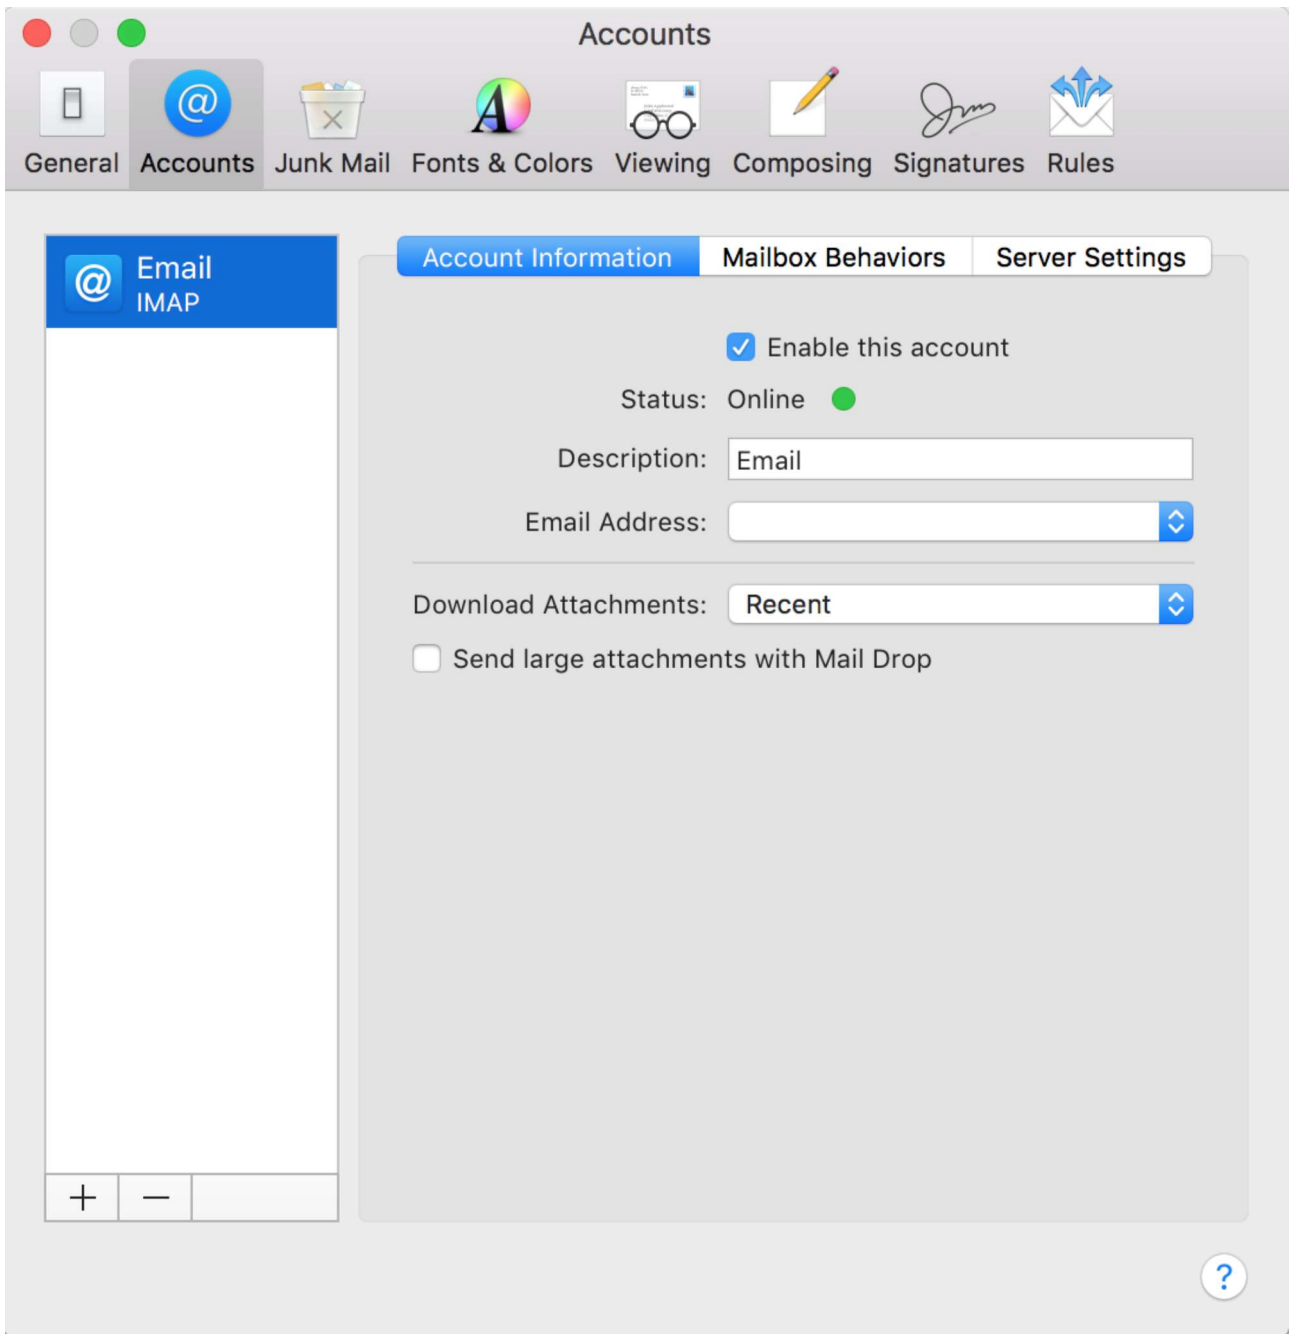 Accounts
General Accounts Junk Mail Fonts & Colors Viewing Composing Signatures Rules
@ Email
IMAP
Account Information Mailbox Behaviors Server Settings
Enable this account
Status: Online
Description: Email
Email Address:
Download Attachments: Recent
Send large attachments with Mail Drop
+ −
?